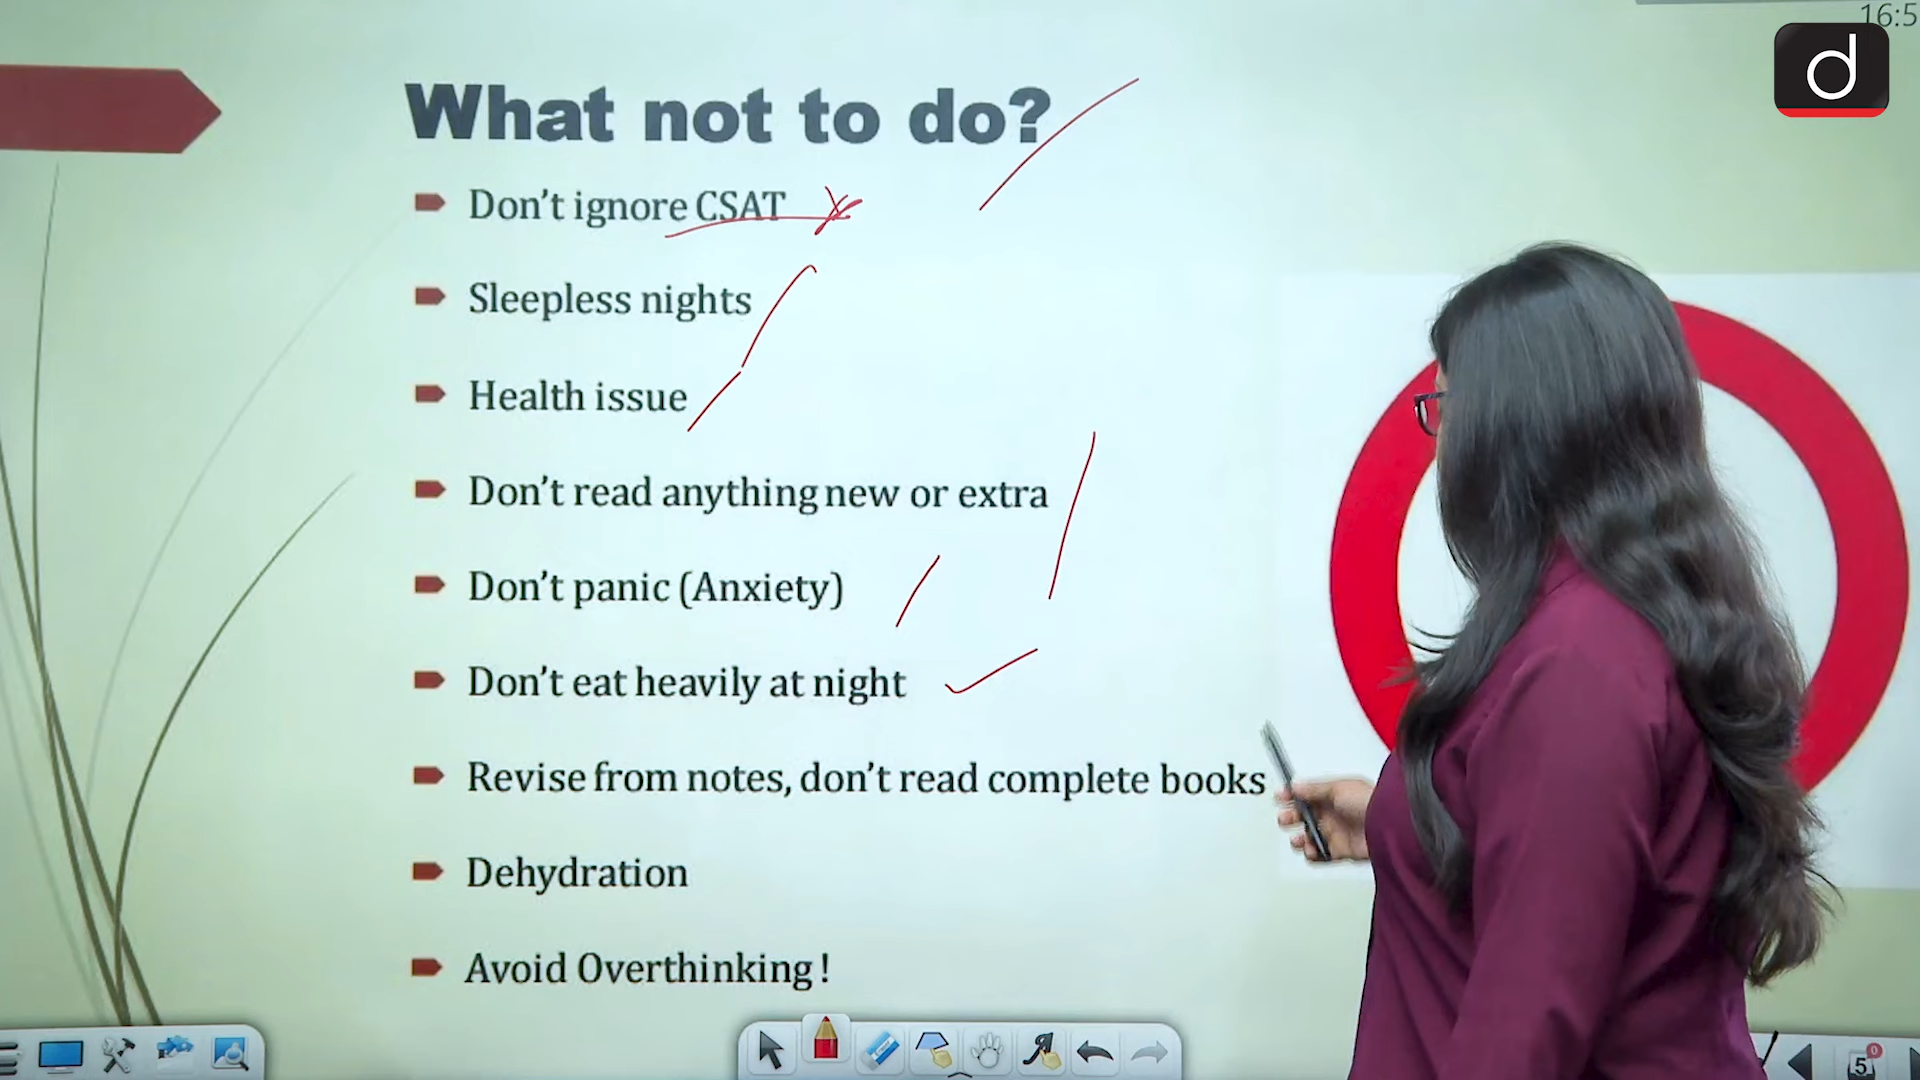 16:5
d
What not to do?
Don't ignore CSAT
Sleepless nights
Health issue
Don't read anything new or extra
Don't panic (Anxiety)
Don't eat heavily at night
Revise from notes, don't read complete books
Dehydration
Avoid Overthinking!
5
0